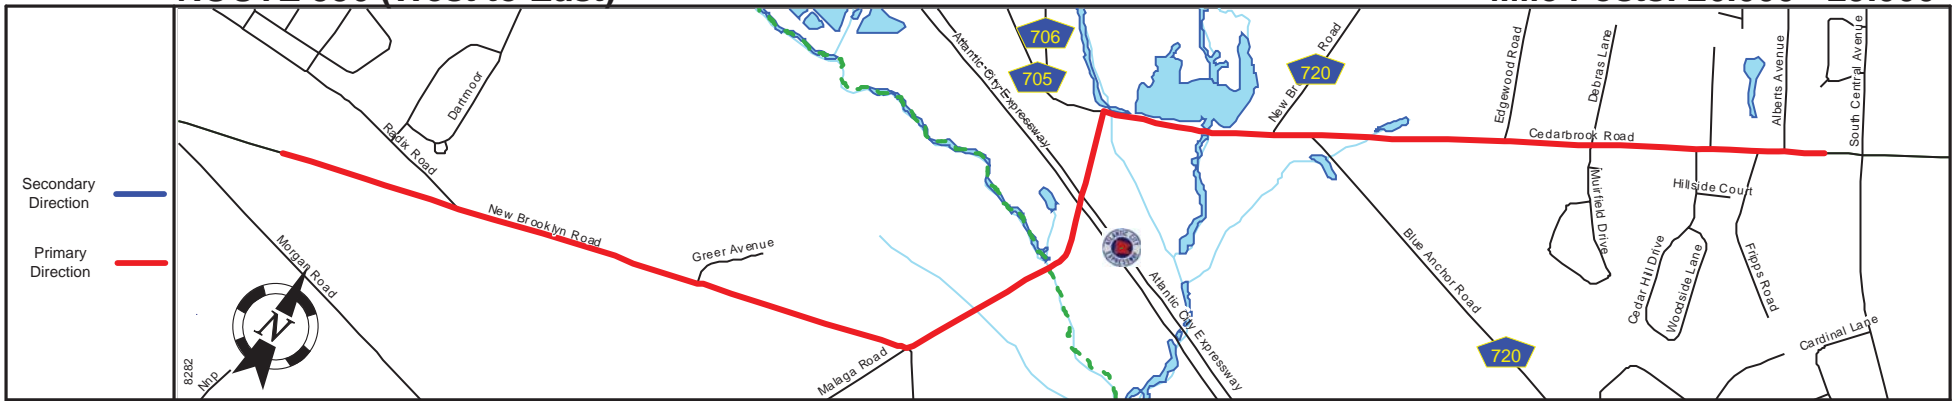 Secondary
Direction
Primary
Direction
8282
Nnp
N
Morgan Road
Radix Road
Dartmoor
New Brooklyn Road
Greer Avenue
Malaga Road
Atlantic City Expressway
706
705
ATLANTIC CITY
EXPRESSWAY
Atlantic City Expressway
New Br Road
720
Blue Anchor Road
720
Edgewood Road
Debras Lane
Cedarbrook Road
Muirfield Drive
Hillside Court
Cedar Hill Drive
Woodside Lane
Fripps Road
Alberts Avenue
South Central Avenue
Cardinal Lane